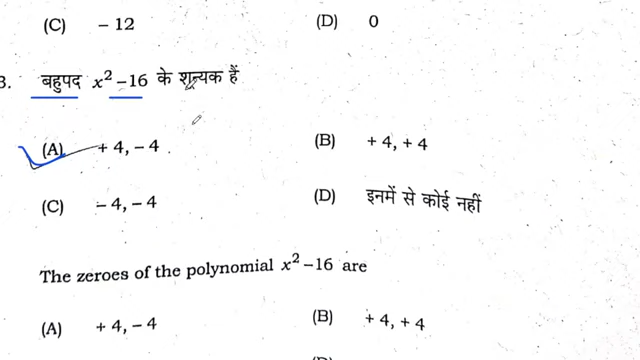 (C) – 12 (D) 0
3. बहुपद x² – 16 के शून्यक हैं
(A) + 4, – 4 (B) + 4, + 4
(C) – 4, – 4 (D) इनमें से कोई नहीं
The zeroes of the polynomial x² – 16 are
(A) + 4, – 4 (B) + 4, + 4